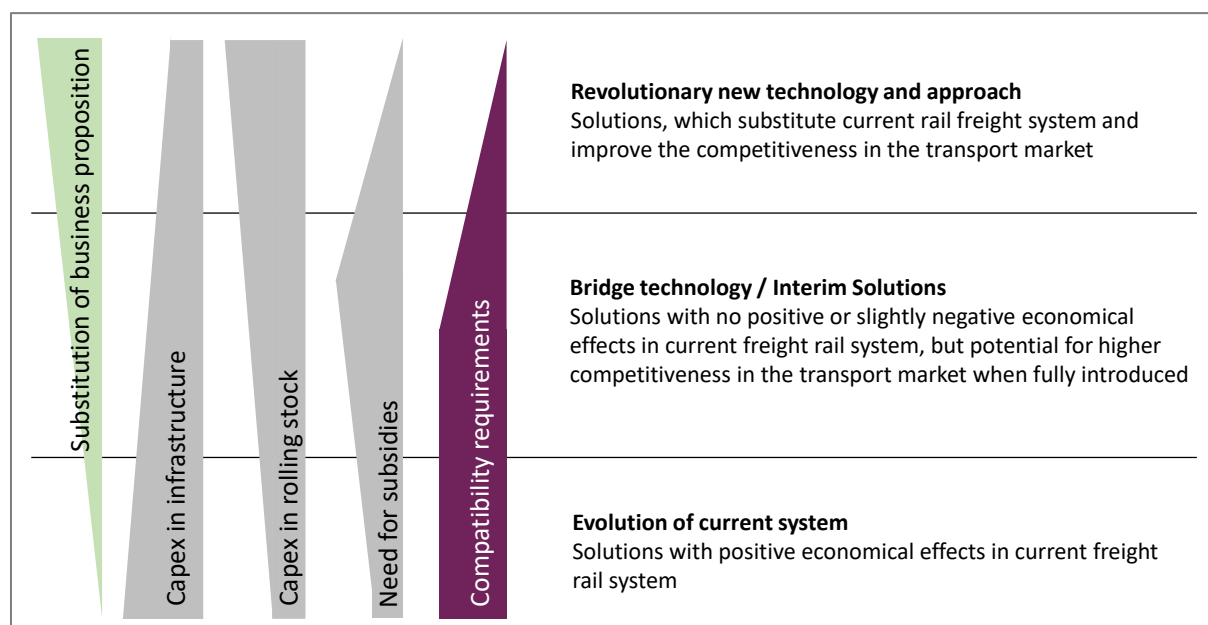 Substitution of business proposition
Capex in infrastructure
Capex in rolling stock
Need for subsidies
Compatibility requirements
Revolutionary new technology and approach
Solutions, which substitute current rail freight system and
improve the competitiveness in the transport market
Bridge technology / Interim Solutions
Solutions with no positive or slightly negative economical
effects in current freight rail system, but potential for higher
competitiveness in the transport market when fully introduced
Evolution of current system
Solutions with positive economical effects in current freight
rail system